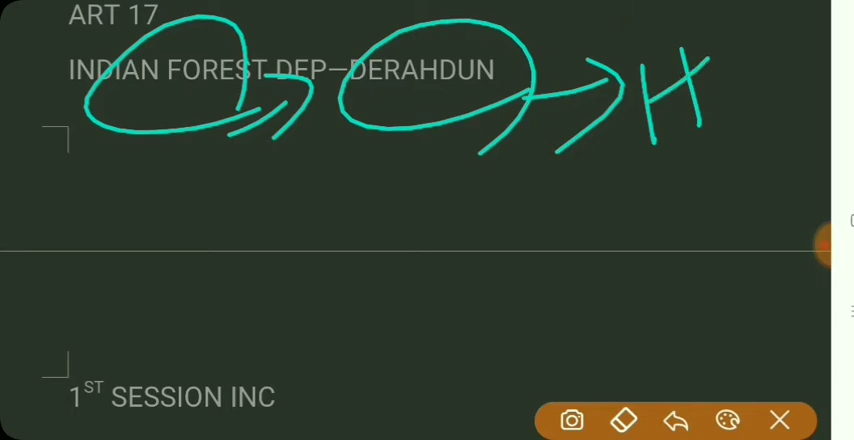 ART 17
INDIAN FOREST DEP—DERAHDUN
H
1ST SESSION INC